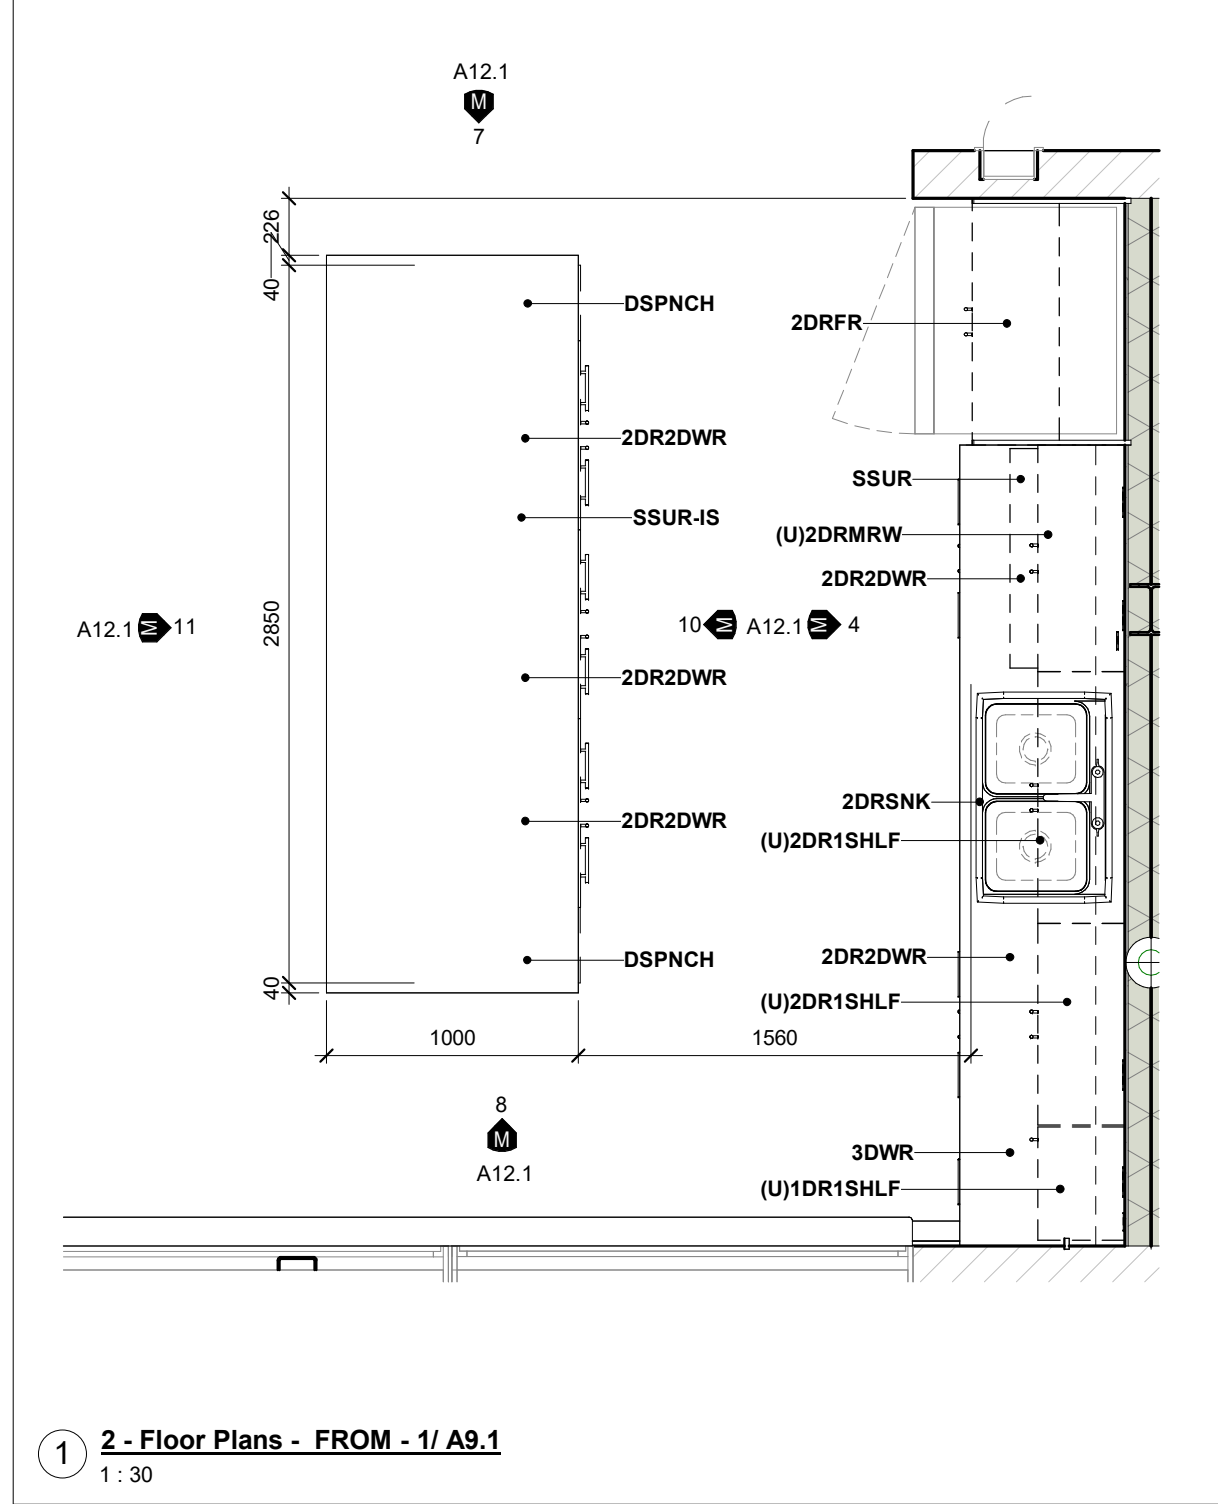 A12.1
M
7
226
40
DSPNCH
2DRFR
2DR2DWR
SSUR
SSUR-IS
(U)2DRMRW
2DR2DWR
A12.1 M 11
2850
10 M A12.1 M 4
2DR2DWR
2DRSNK
2DR2DWR
(U)2DR1SHLF
DSPNCH
2DR2DWR
40
(U)2DR1SHLF
1000
1560
8
M
A12.1
3DWR
(U)1DR1SHLF
1
2 - Floor Plans - FROM - 1/ A9.1
1 : 30